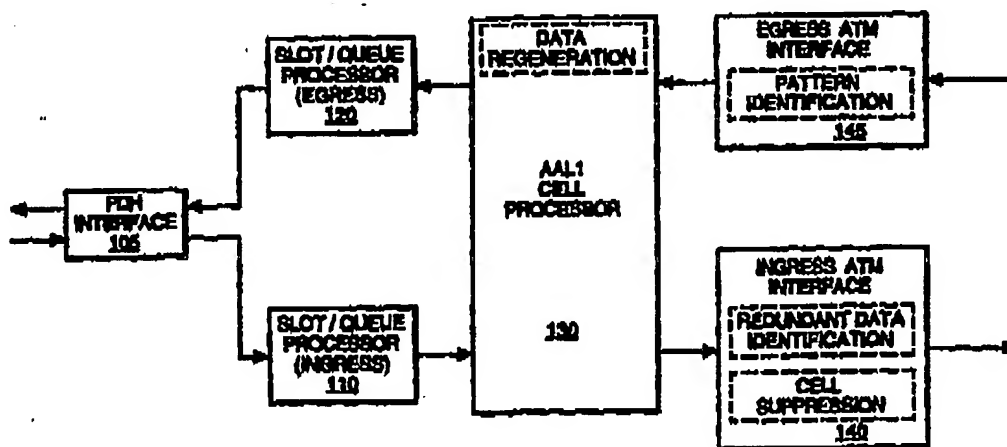 SLOT / QUEUE
PROCESSOR
(EGRESS)
120
DATA
REGENERATION
EGRESS ATM
INTERFACE
PATTERN
IDENTIFICATION
145
PDH
INTERFACE
105
AAL1
CELL
PROCESSOR
130
SLOT / QUEUE
PROCESSOR
(INGRESS)
110
INGRESS ATM
INTERFACE
REDUNDANT DATA
IDENTIFICATION
CELL
SUPPRESSION
140